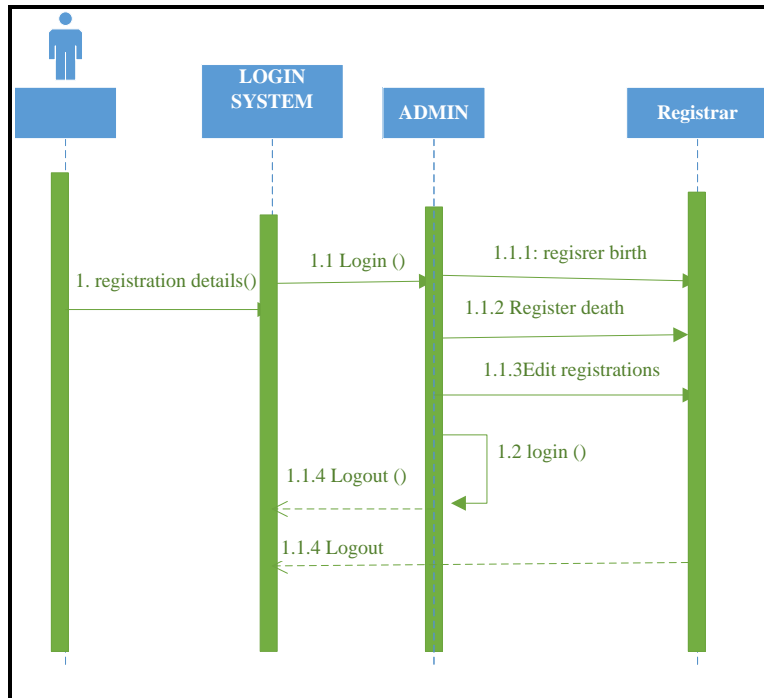 LOGIN
SYSTEM
ADMIN
Registrar
1. registration details()
1.1 Login ()
1.1.1: regisrer birth
1.1.2 Register death
1.1.3Edit registrations
1.2 login ()
1.1.4 Logout ()
1.1.4 Logout